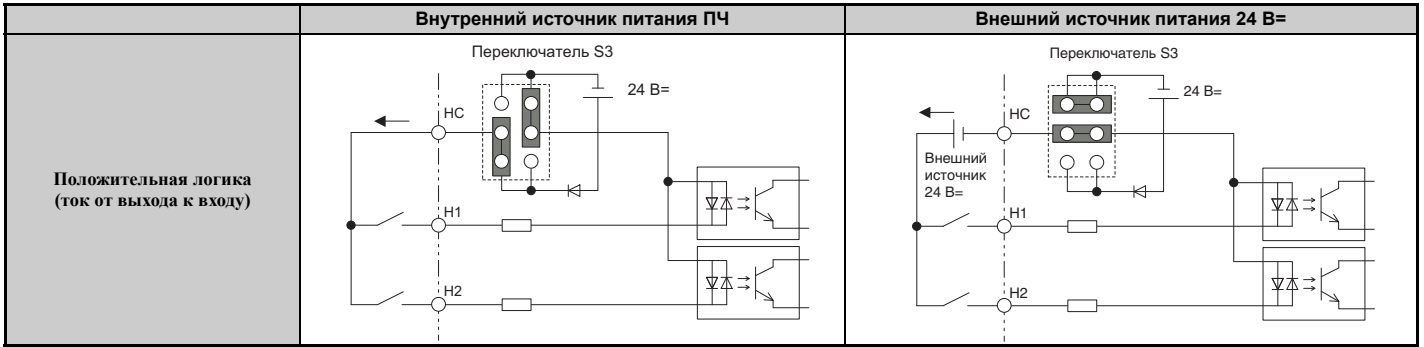 Внутренний источник питания ПЧ
Внешний источник питания 24 В=
Положительная логика
(ток от выхода к входу)
Переключатель S3
24 В=
HC
H1
H2
Переключатель S3
24 В=
HC
Внешний
источник
24 В=
H1
H2